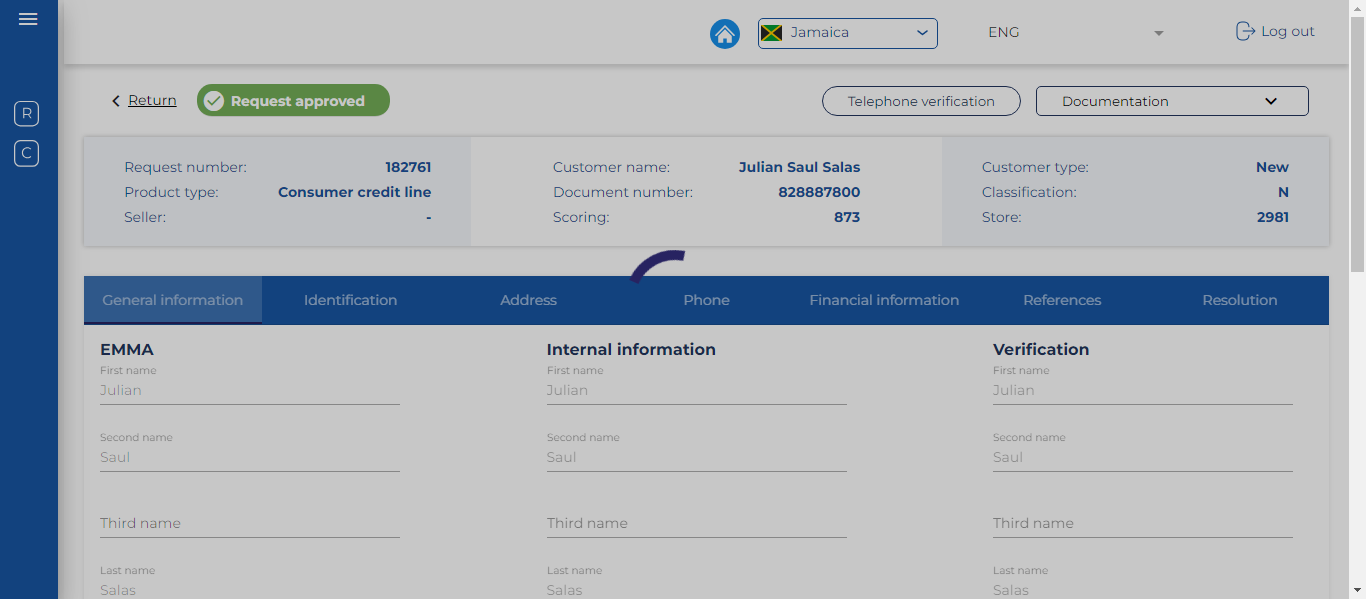 Jamaica ENG Log out
R
C
Return Request approved Telephone verification Documentation
Request number: 182761 Customer name: Julian Saul Salas Customer type: New
Product type: Consumer credit line Document number: 828887800 Classification: N
Seller: - Scoring: 873 Store: 2981
General information Identification Address Phone Financial information References Resolution
EMMA Internal information Verification
First name First name First name
Julian Julian Julian
Second name Second name Second name
Saul Saul Saul
Third name Third name Third name
Last name Last name Last name
Salas Salas Salas